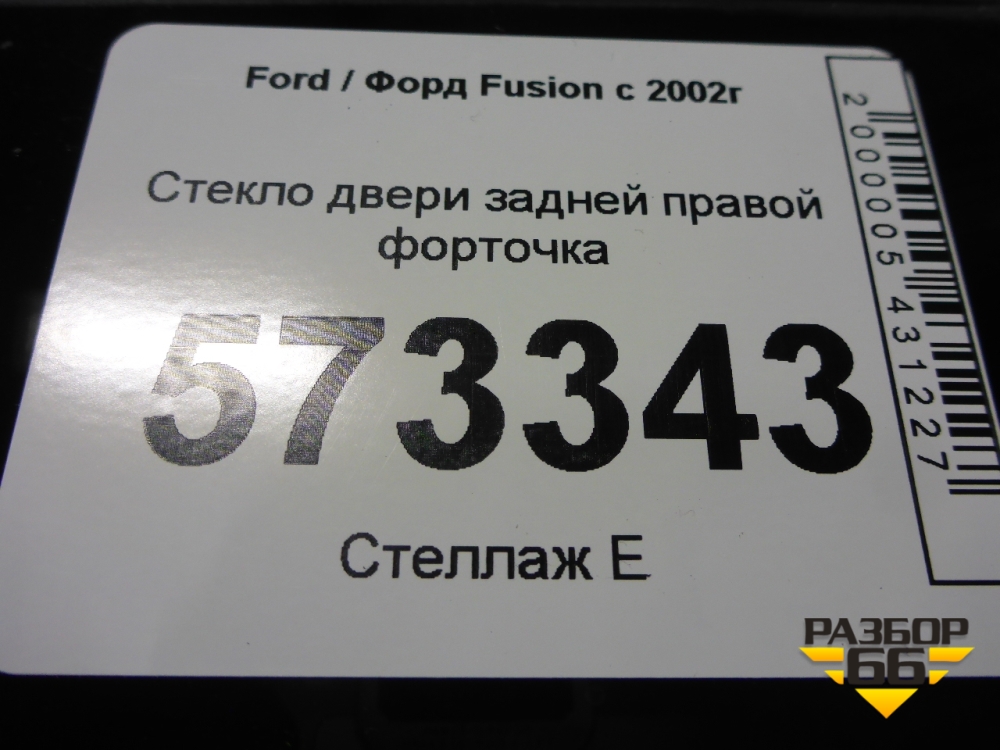 Ford / Форд Fusion с 2002г
Стекло двери задней правой
форточка
573343
Стеллаж Е
2000005431227
РАЗБОР
66